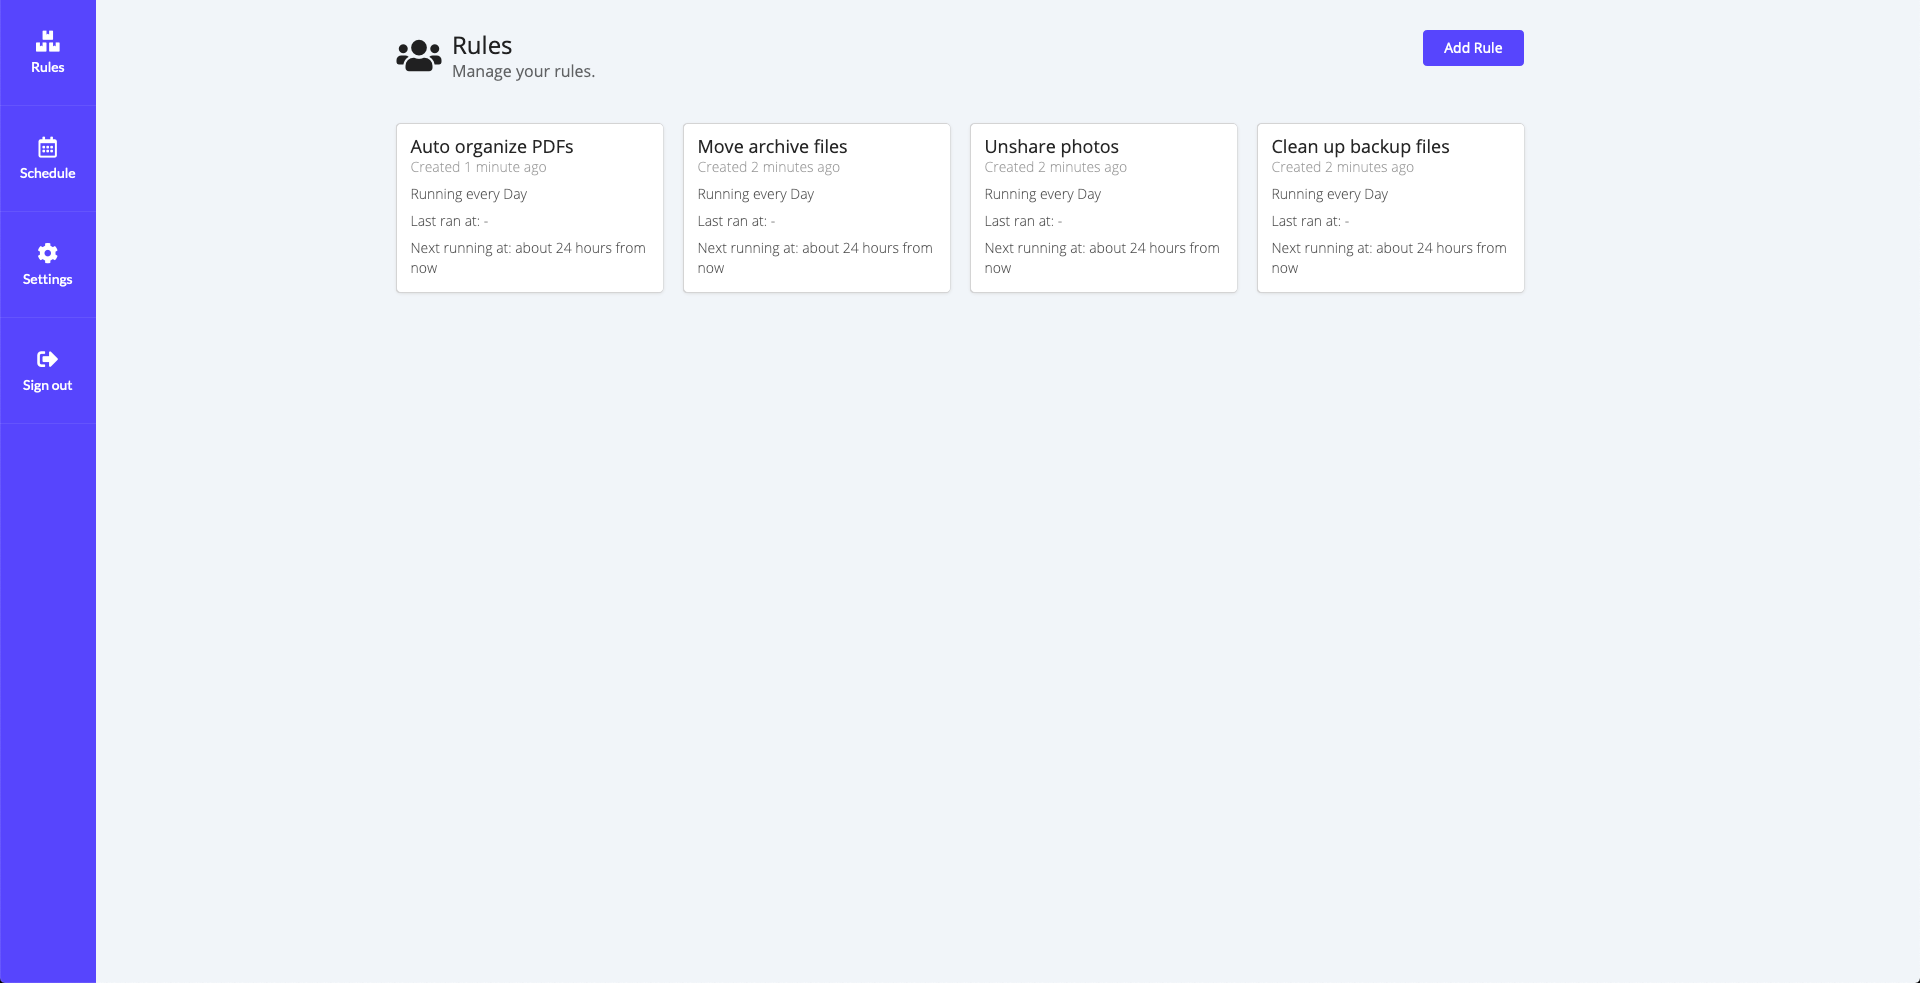 Rules
Schedule
Settings
Sign out
Rules
Manage your rules.
Add Rule
Auto organize PDFs
Created 1 minute ago
Running every Day
Last ran at: -
Next running at: about 24 hours from
now
Move archive files
Created 2 minutes ago
Running every Day
Last ran at: -
Next running at: about 24 hours from
now
Unshare photos
Created 2 minutes ago
Running every Day
Last ran at: -
Next running at: about 24 hours from
now
Clean up backup files
Created 2 minutes ago
Running every Day
Last ran at: -
Next running at: about 24 hours from
now